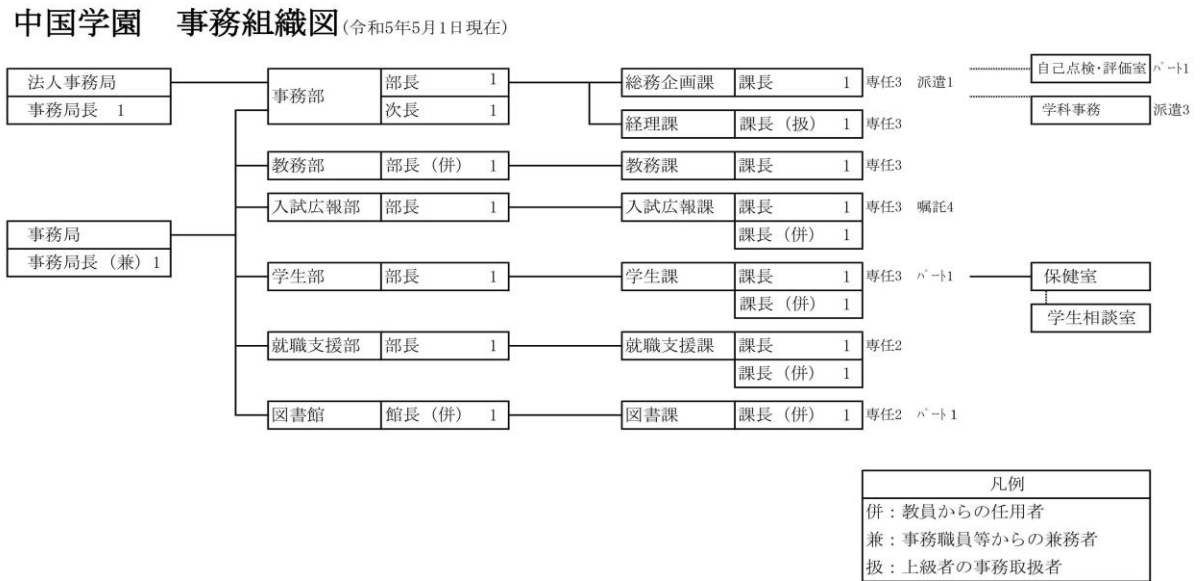 中国学園　事務組織図(令和5年5月1日現在)
法人事務局
事務局長 1
事務部 部長 1
次長 1
総務企画課 課長 1 専任3 派遣1
自己点検・評価室 ﾊﾟｰﾄ1
学科事務 派遣3
経理課 課長（扱） 1 専任3
教務部 部長（併） 1
教務課 課長 1 専任3
事務局
事務局長（兼）1
入試広報部 部長 1
入試広報課 課長 1 専任3 嘱託4
課長（併） 1
学生部 部長 1
学生課 課長 1 専任3 ﾊﾟｰﾄ1
課長（併） 1
保健室
学生相談室
就職支援部 部長 1
就職支援課 課長 1 専任2
課長（併） 1
図書館 館長（併） 1
図書課 課長（併） 1 専任2 ﾊﾟｰﾄ1
凡例
併：教員からの任用者
兼：事務職員等からの兼務者
扱：上級者の事務取扱者